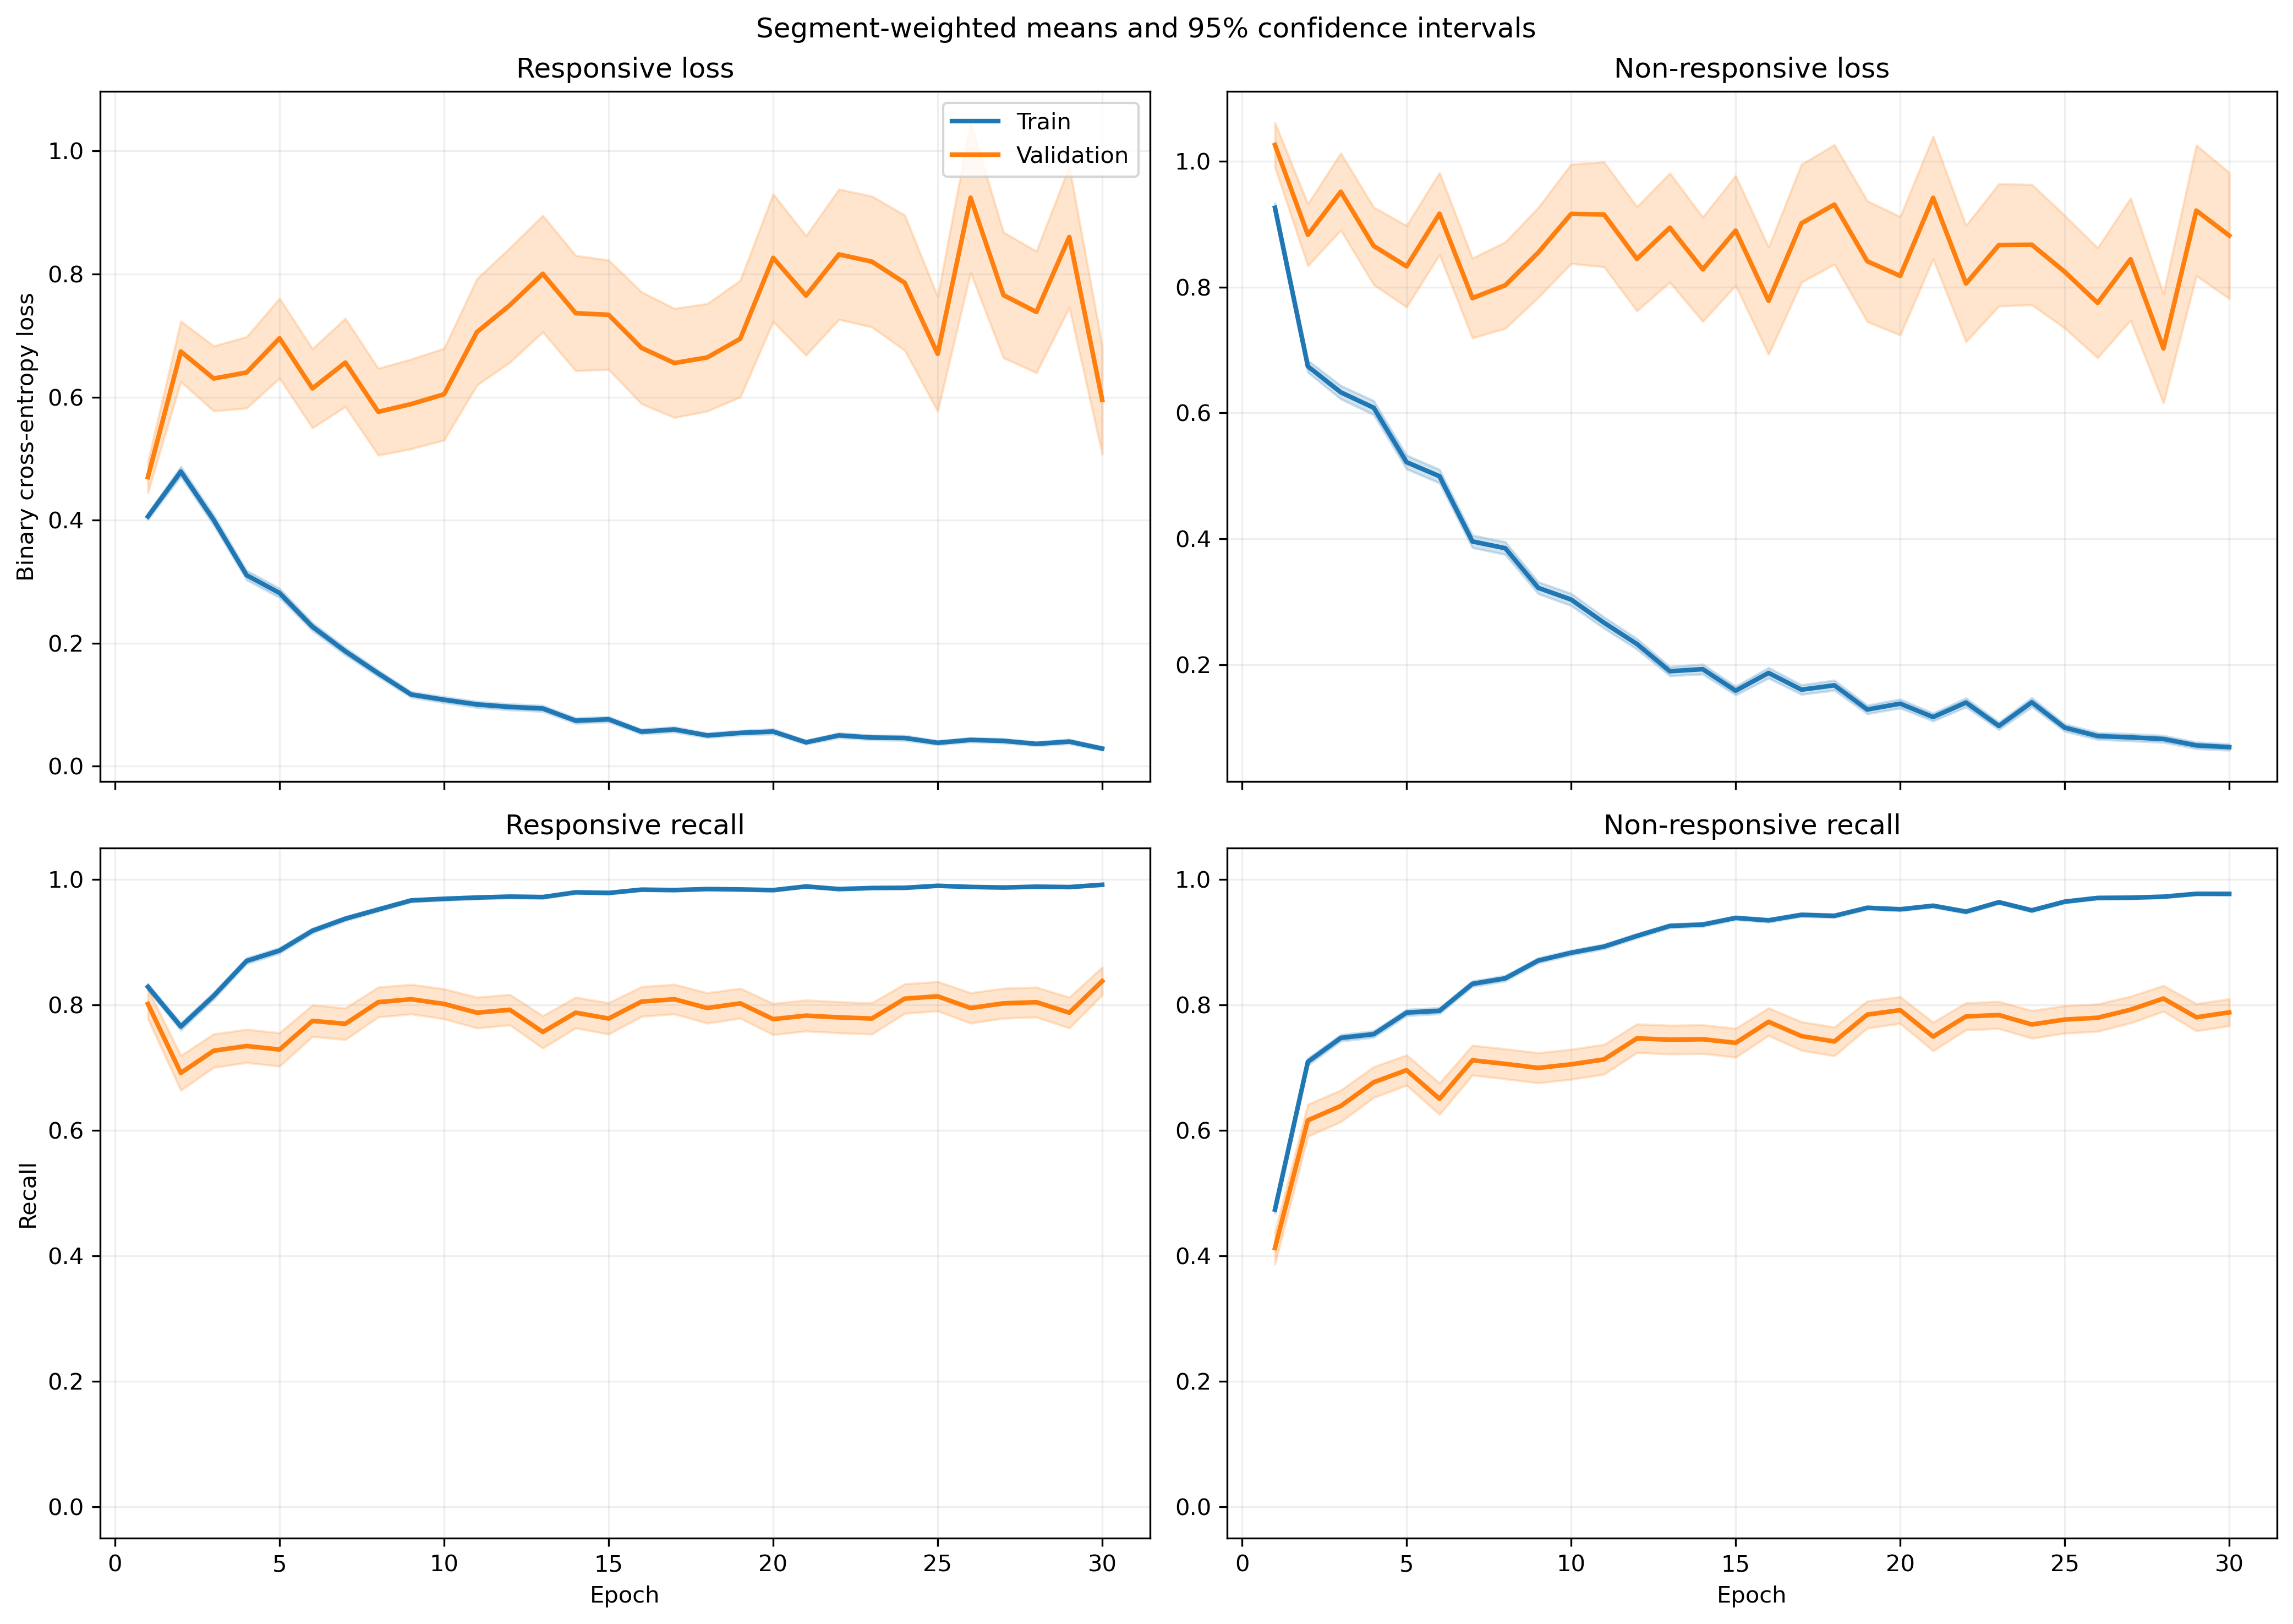 Segment-weighted means and 95% confidence intervals
Responsive loss
Non-responsive loss
Train
Validation
Binary cross-entropy loss
1.0
0.8
0.6
0.4
0.2
0.0
1.0
0.8
0.6
0.4
0.2
Responsive recall
Non-responsive recall
Recall
1.0
0.8
0.6
0.4
0.2
0.0
1.0
0.8
0.6
0.4
0.2
0.0
0 5 10 15 20 25 30
0 5 10 15 20 25 30
Epoch
Epoch